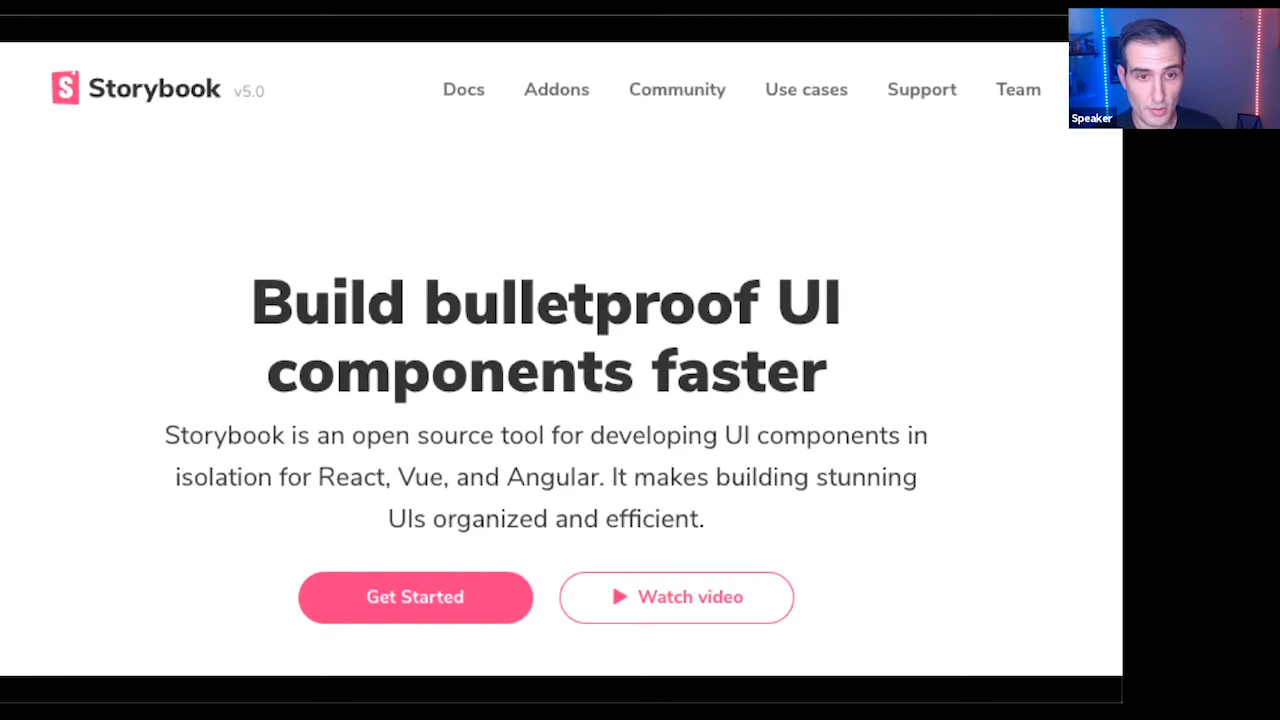 Storybook v5.0
Docs Addons Community Use cases Support Team
Speaker
Build bulletproof UI
components faster
Storybook is an open source tool for developing UI components in
isolation for React, Vue, and Angular. It makes building stunning
UIs organized and efficient.
Get Started
Watch video